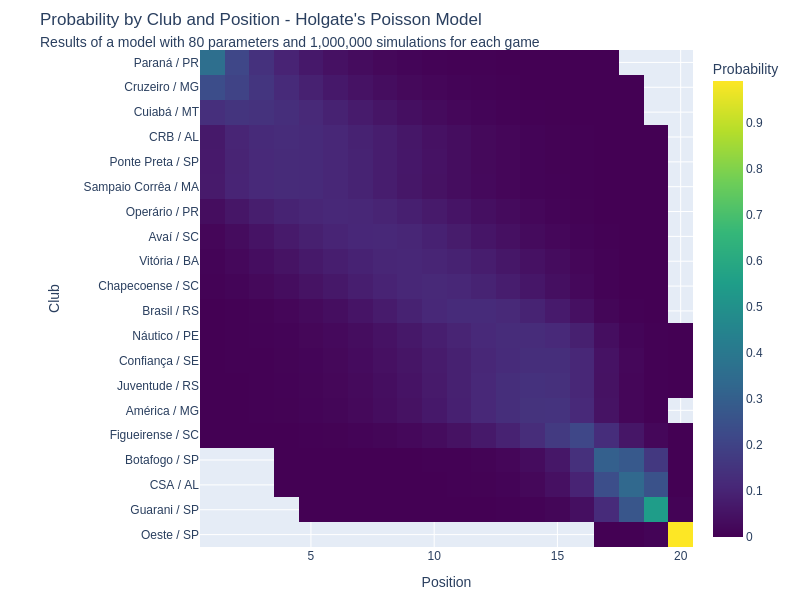 Probability by Club and Position - Holgate's Poisson Model
Results of a model with 80 parameters and 1,000,000 simulations for each game
Probability
Paraná / PR
Cruzeiro / MG
Cuiabá / MT
CRB / AL
Ponte Preta / SP
Sampaio Corrêa / MA
Operário / PR
Avaí / SC
Vitória / BA
Chapecoense / SC
Brasil / RS
Náutico / PE
Confiança / SE
Juventude / RS
América / MG
Figueirense / SC
Botafogo / SP
CSA / AL
Guarani / SP
Oeste / SP
Club
5 10 15 20
Position
0.9
0.8
0.7
0.6
0.5
0.4
0.3
0.2
0.1
0